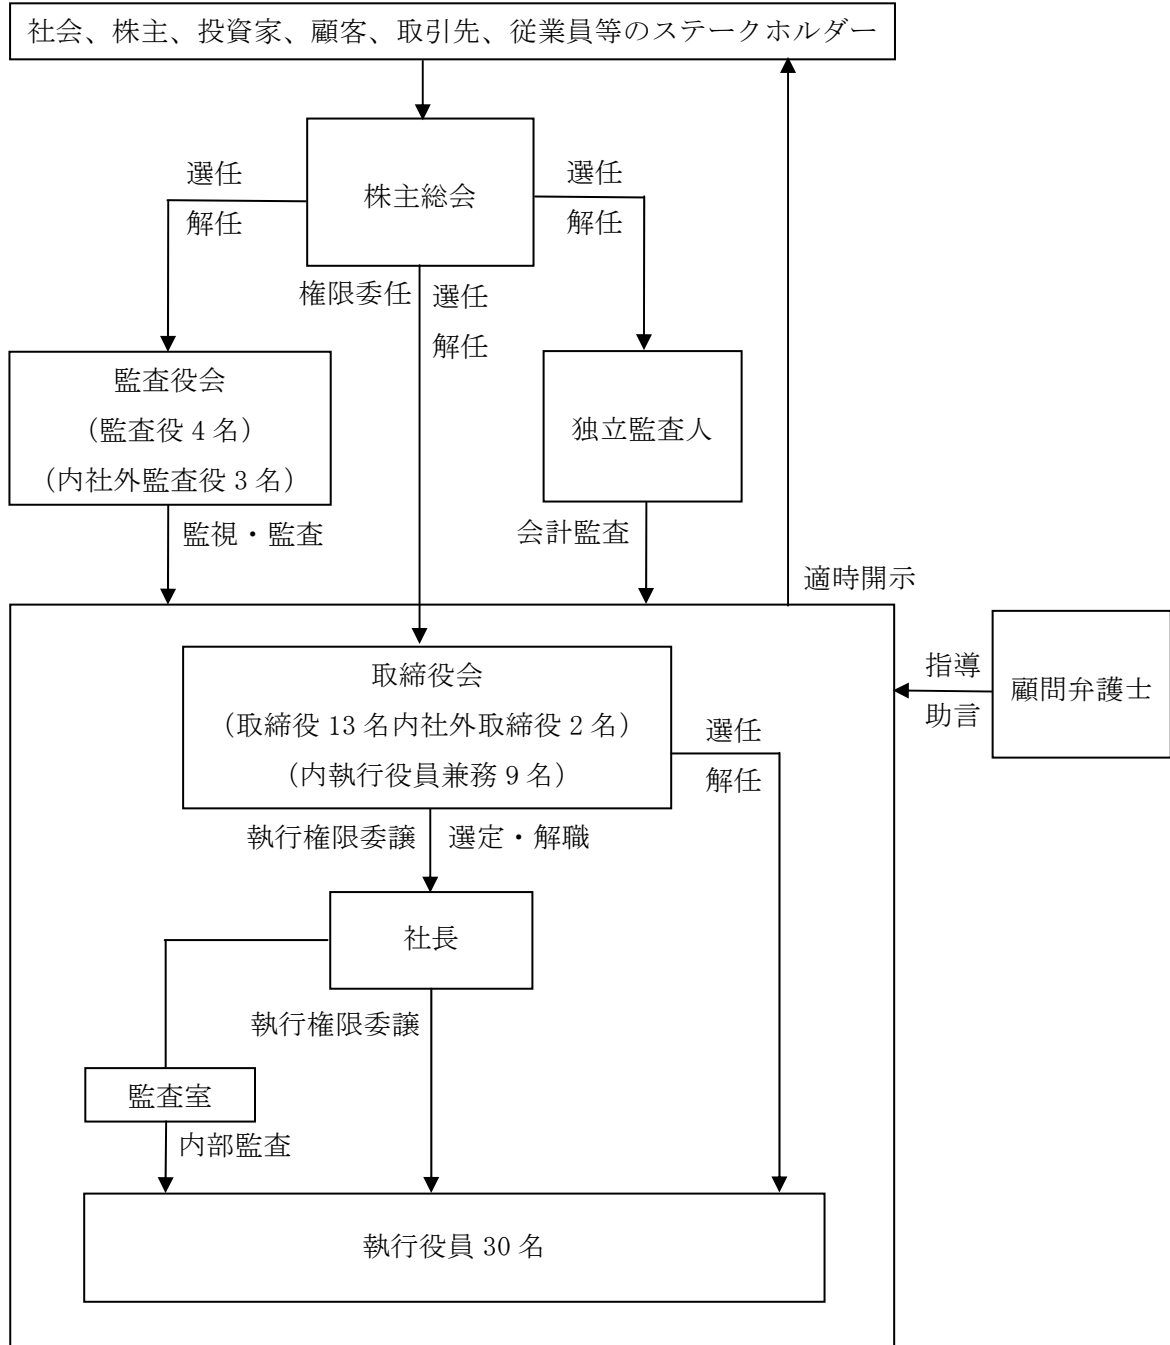 社会、株主、投資家、顧客、取引先、従業員等のステークホルダー
選任
解任
株主総会
選任
解任
権限委任
選任
解任
監査役会
（監査役 4 名）
（内社外監査役 3 名）
独立監査人
監視・監査
会計監査
適時開示
取締役会
（取締役 13 名内社外取締役 2 名）
（内執行役員兼務 9 名）
選任
解任
指導
助言
顧問弁護士
執行権限委譲
選定・解職
社長
執行権限委譲
監査室
内部監査
執行役員 30 名